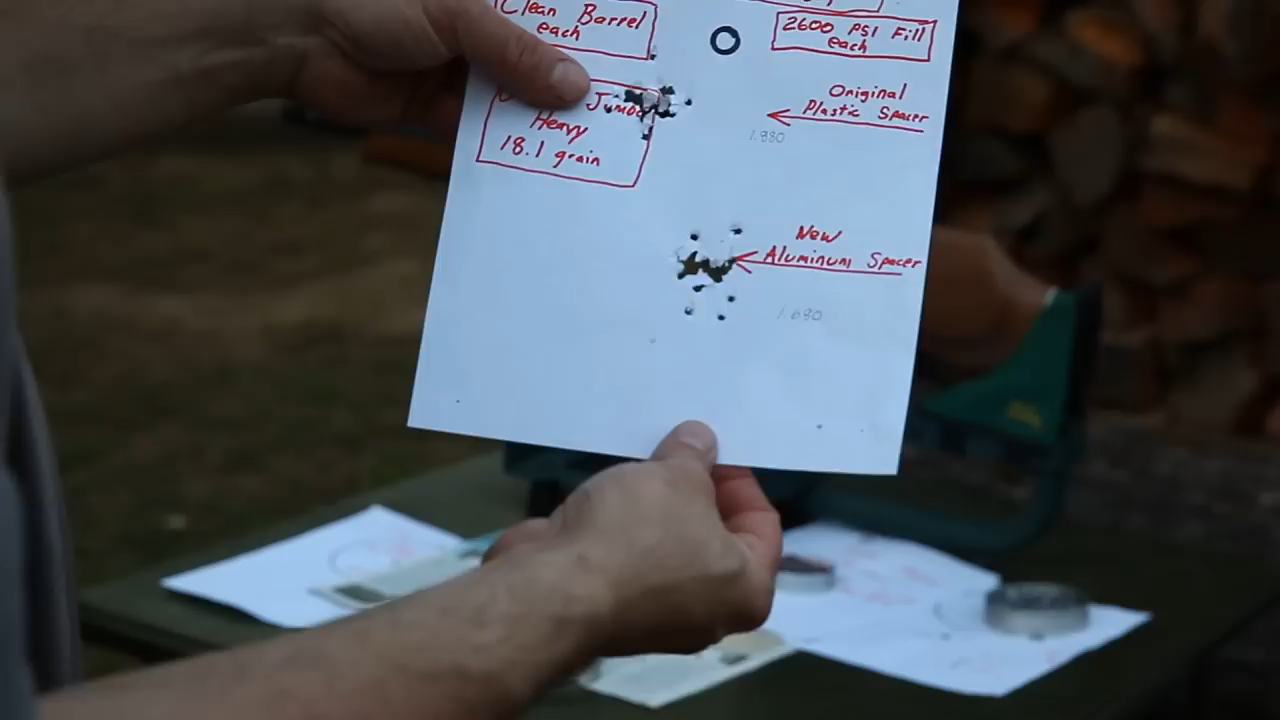 Clean Barrel
each
2600 PSI Fill
each
Original
Plastic Spacer
1.880
Jumbo
Heavy
18.1 grain
New
Aluminum Spacer
1.680